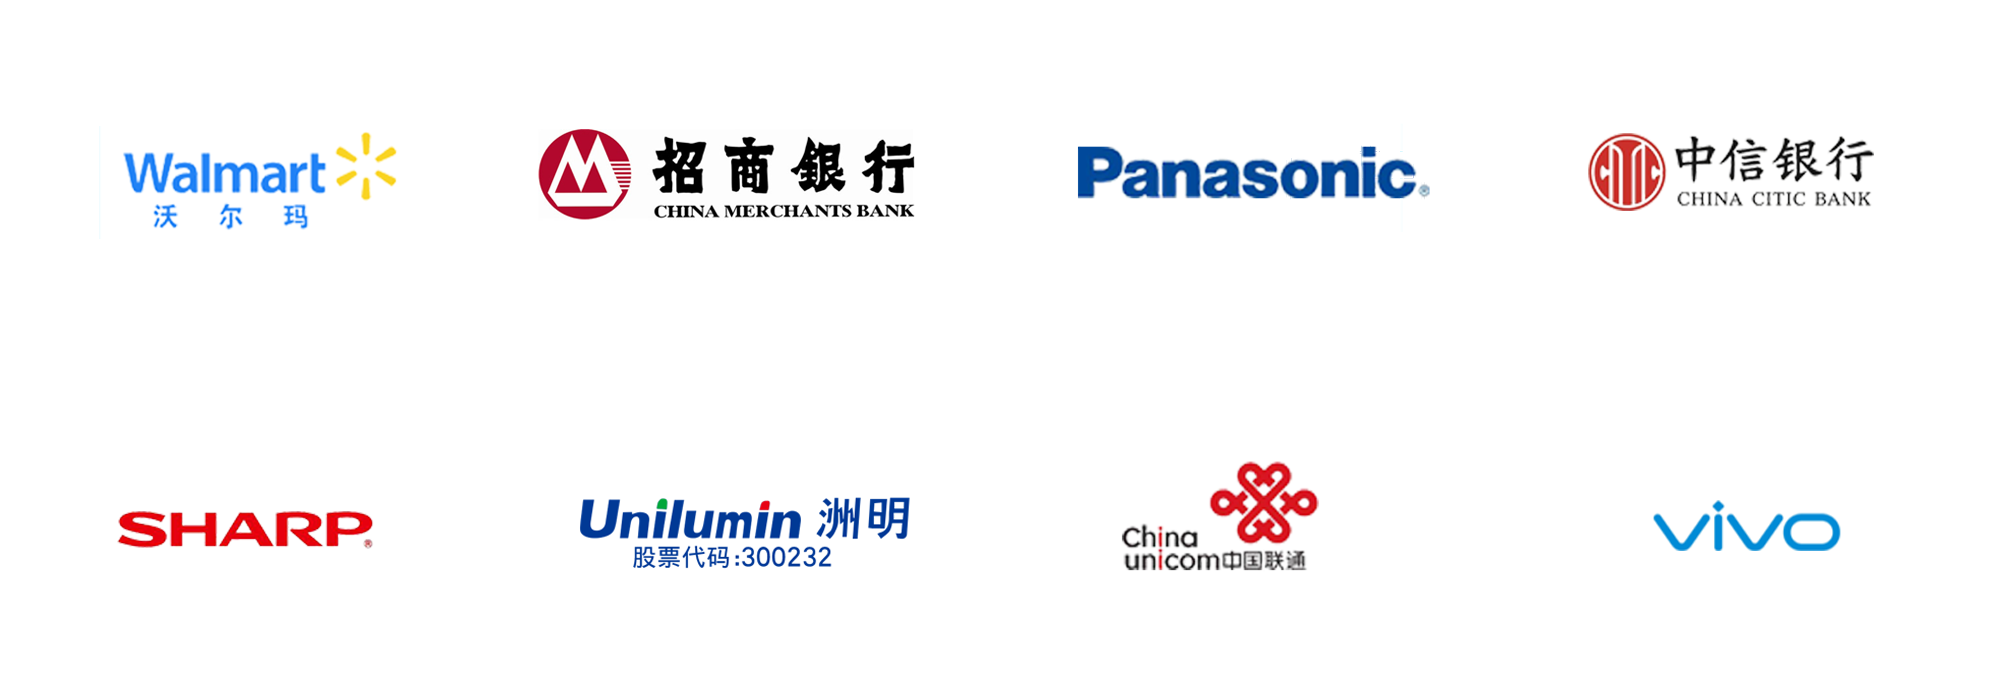 Walmart
沃尔玛
招商銀行
CHINA MERCHANTS BANK
Panasonic®
中信银行
CHINA CITIC BANK
SHARP®
Unilumin 洲明
股票代码:300232
China
unicom中国联通
vivo